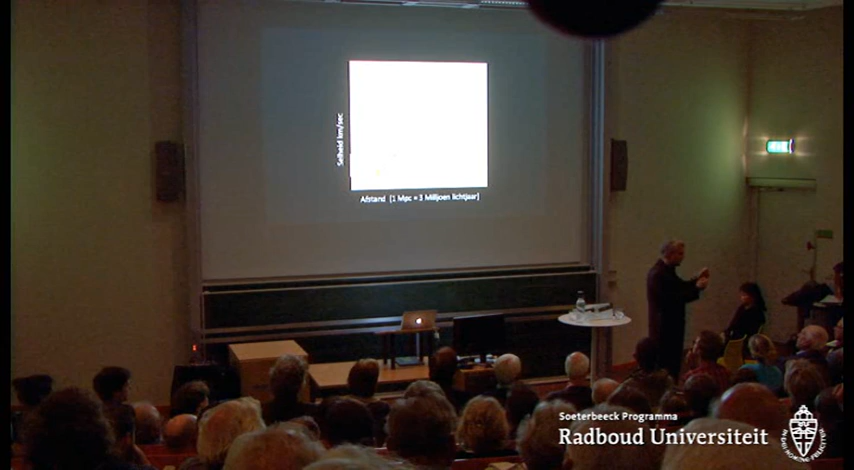 Snelheid km/sec
Afstand (1 Mpc = 3 Miljoen lichtjaar)
Soeterbeeck Programma
Radboud Universiteit